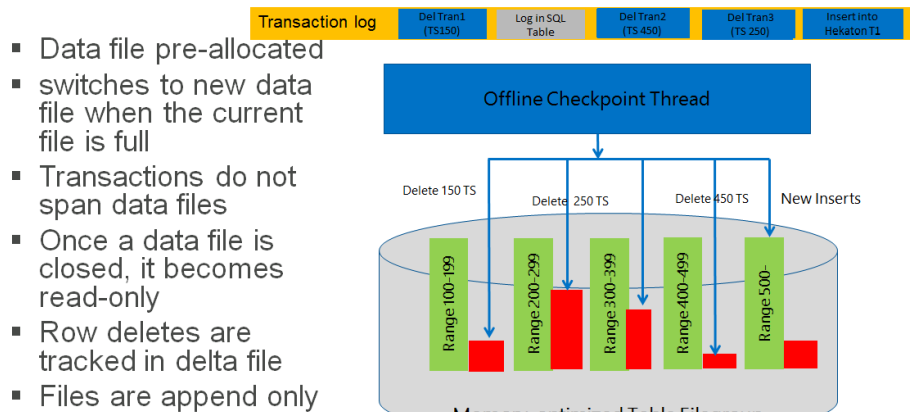 Transaction log
Del Tran1
(TS150)
Log in SQL
Table
Del Tran2
(TS 450)
Del Tran3
(TS 250)
Insert into
Hekaton T1
▪ Data file pre-allocated
▪ switches to new data
file when the current
file is full
▪ Transactions do not
span data files
▪ Once a data file is
closed, it becomes
read-only
▪ Row deletes are
tracked in delta file
▪ Files are append only
Offline Checkpoint Thread
Delete 150 TS
Delete 250 TS
Delete 450 TS
New Inserts
Range 100-199
Range 200-299
Range 300-399
Range 400-499
Range 500-
Memory-optimized Table Filegroup